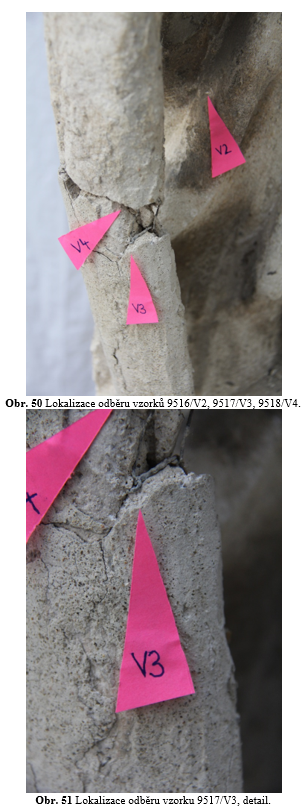 V2
V4
V3
Obr. 50 Lokalizace odběru vzorků 9516/V2, 9517/V3, 9518/V4.
V3
Obr. 51 Lokalizace odběru vzorku 9517/V3, detail.